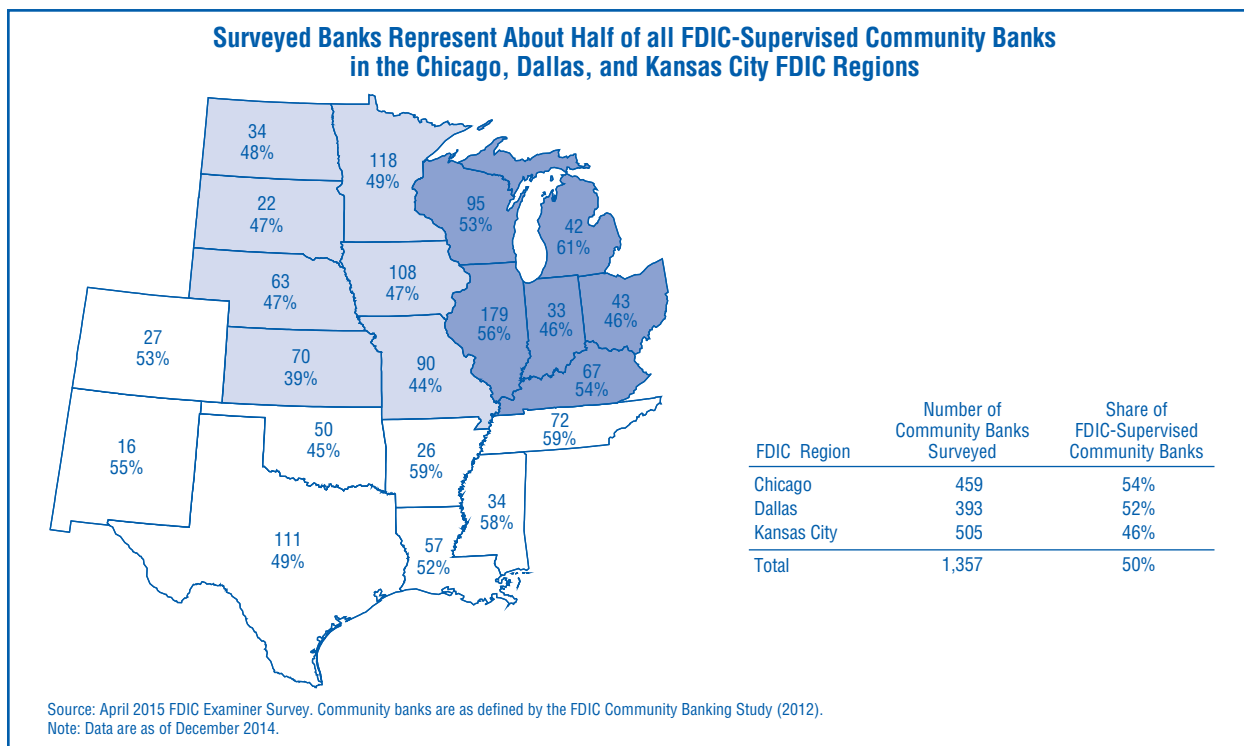 Surveyed Banks Represent About Half of all FDIC-Supervised Community Banks
in the Chicago, Dallas, and Kansas City FDIC Regions
34
48%
118
49%
22
47%
95
53%
42
61%
63
47%
108
47%
179
56%
33
46%
43
46%
27
53%
70
39%
90
44%
67
54%
16
55%
50
45%
26
59%
72
59%
34
58%
111
49%
57
52%
FDIC Region
Number of
Community Banks
Surveyed
Share of
FDIC-Supervised
Community Banks
Chicago 459 54%
Dallas 393 52%
Kansas City 505 46%
Total 1,357 50%
Source: April 2015 FDIC Examiner Survey. Community banks are as defined by the FDIC Community Banking Study (2012).
Note: Data are as of December 2014.